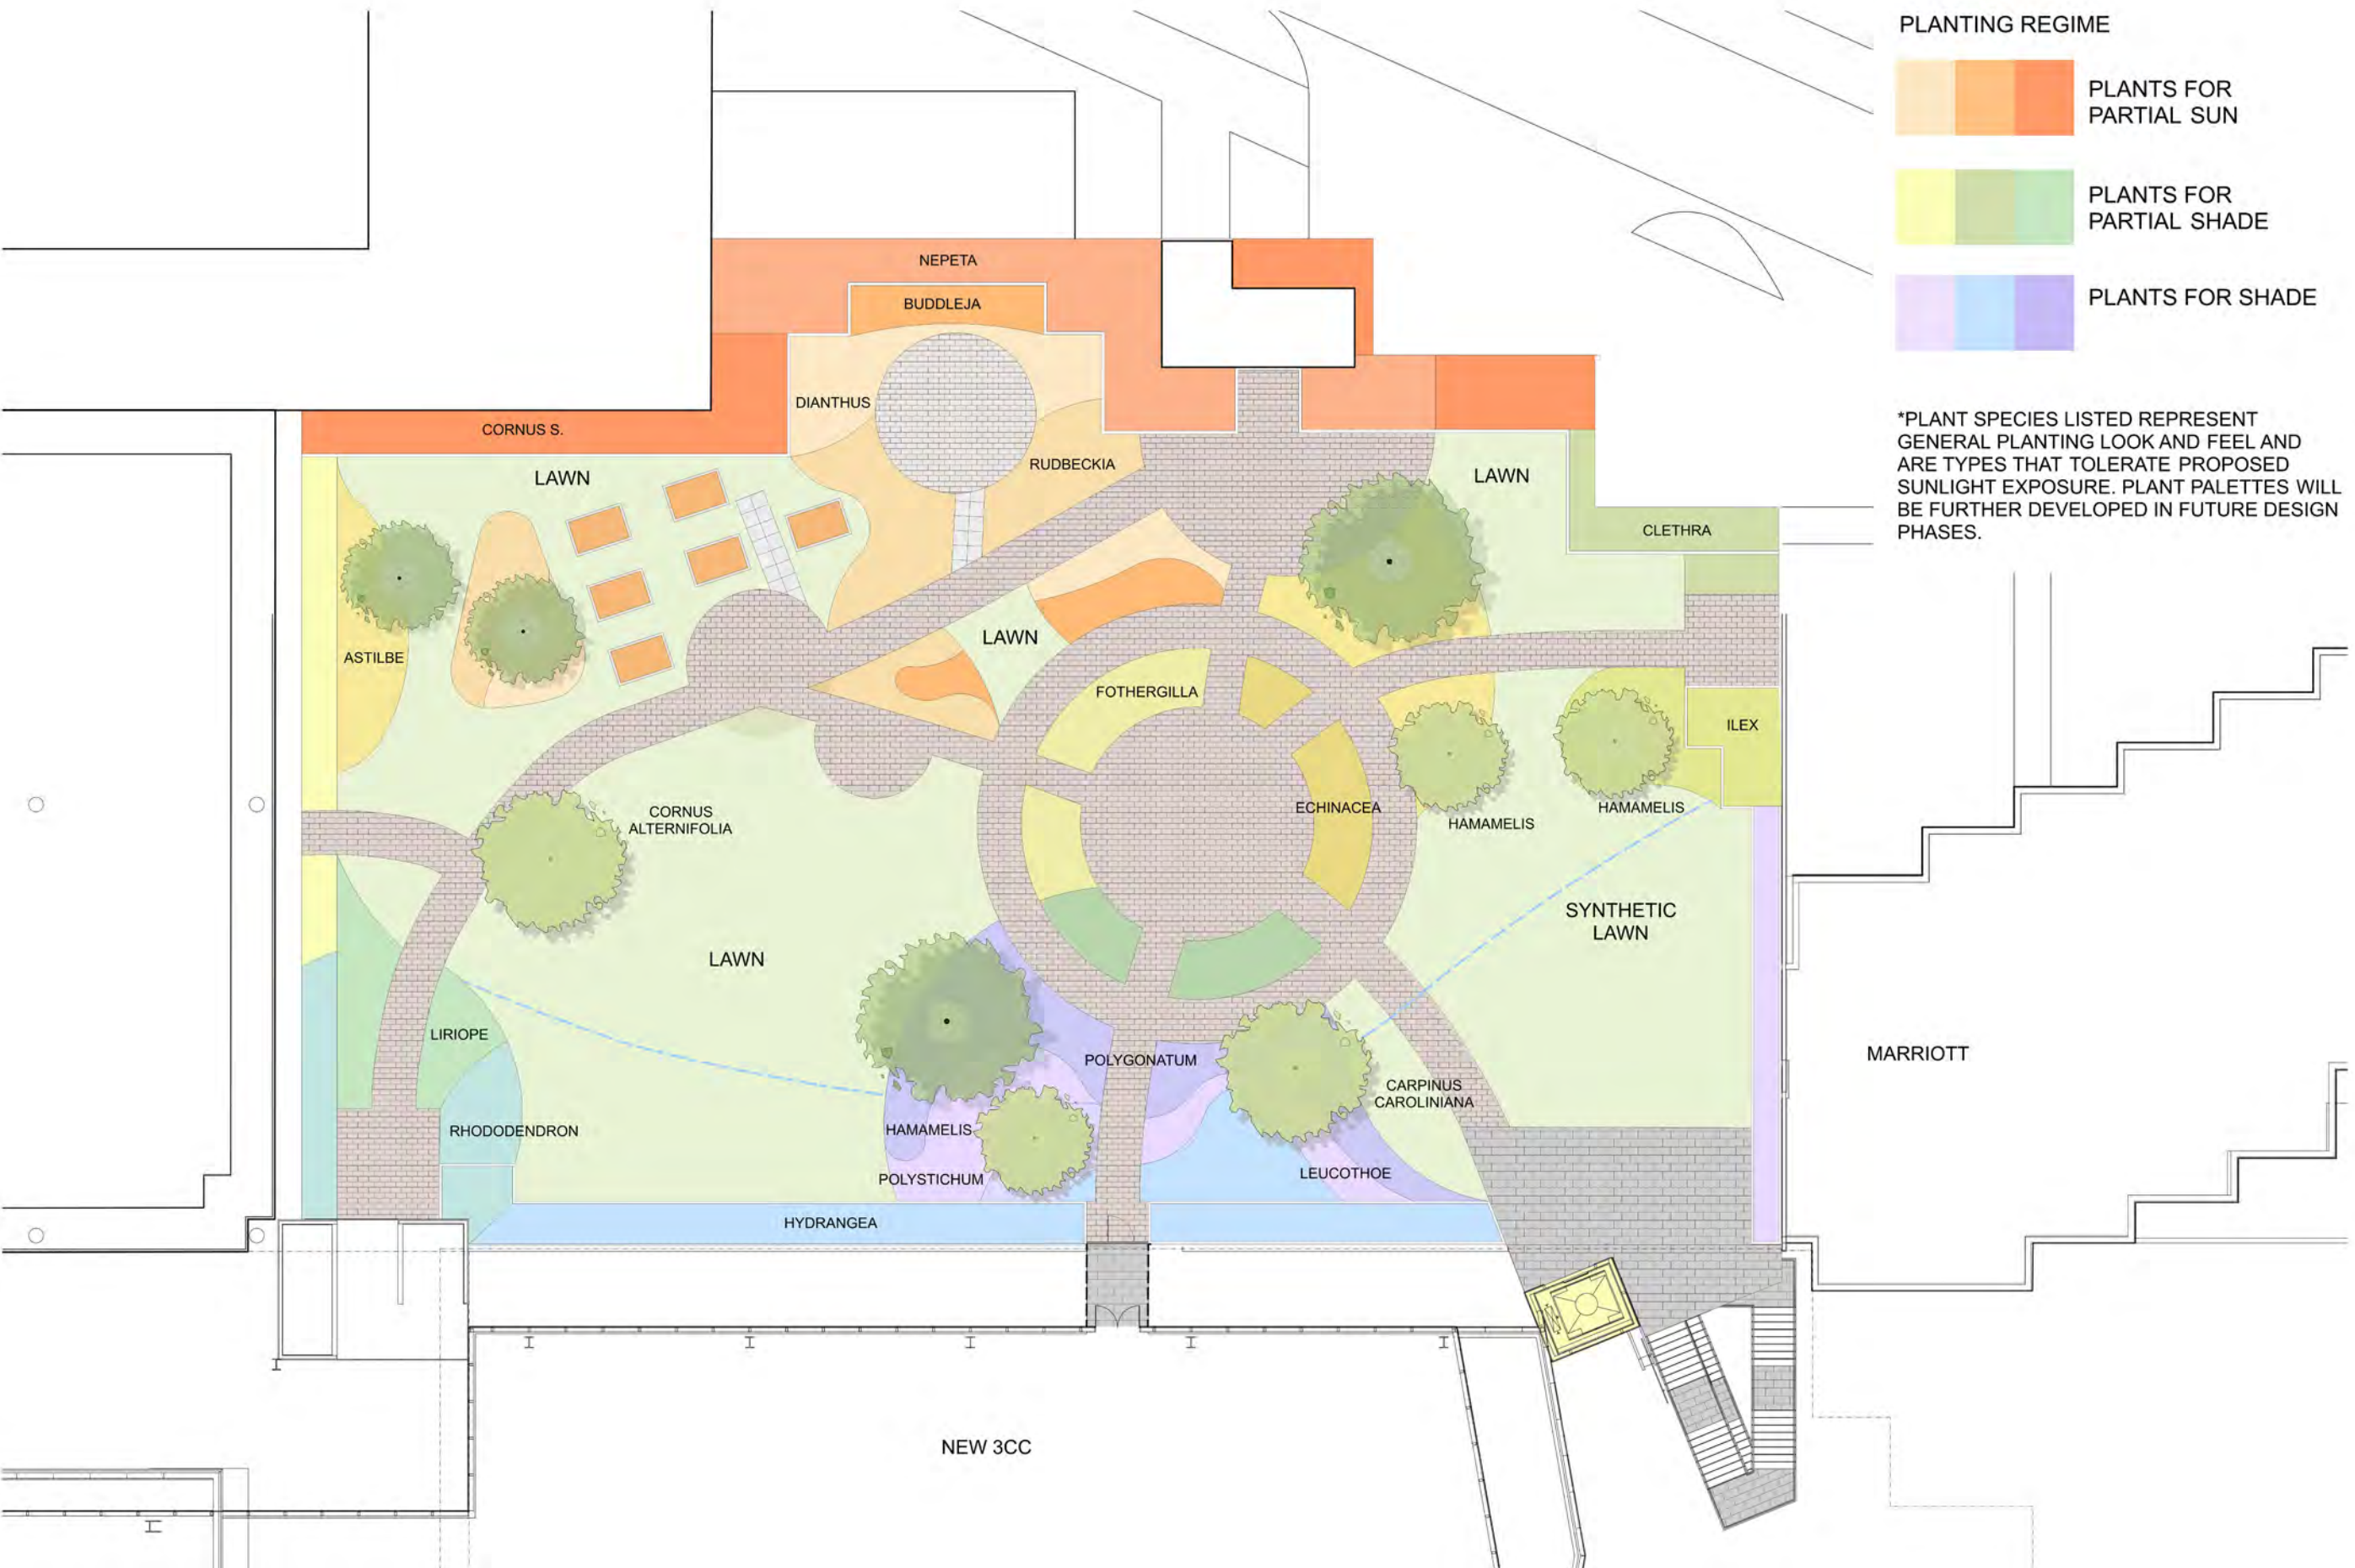 PLANTING REGIME
PLANTS FOR
PARTIAL SUN
PLANTS FOR
PARTIAL SHADE
PLANTS FOR SHADE
*PLANT SPECIES LISTED REPRESENT
GENERAL PLANTING LOOK AND FEEL AND
ARE TYPES THAT TOLERATE PROPOSED
SUNLIGHT EXPOSURE. PLANT PALETTES WILL
BE FURTHER DEVELOPED IN FUTURE DESIGN
PHASES.
NEPETA
BUDDLEJA
DIANTHUS
CORNUS S.
RUDBECKIA
LAWN
LAWN
CLETHRA
LAWN
ASTILBE
FOTHERGILLA
ILEX
ECHINACEA
HAMAMELIS
HAMAMELIS
CORNUS
ALTERNIFOLIA
SYNTHETIC
LAWN
LAWN
LIRIOPE
POLYGONATUM
MARRIOTT
CARPINUS
CAROLINIANA
RHODODENDRON
HAMAMELIS
POLYSTICHUM
LEUCOTHOE
HYDRANGEA
NEW 3CC